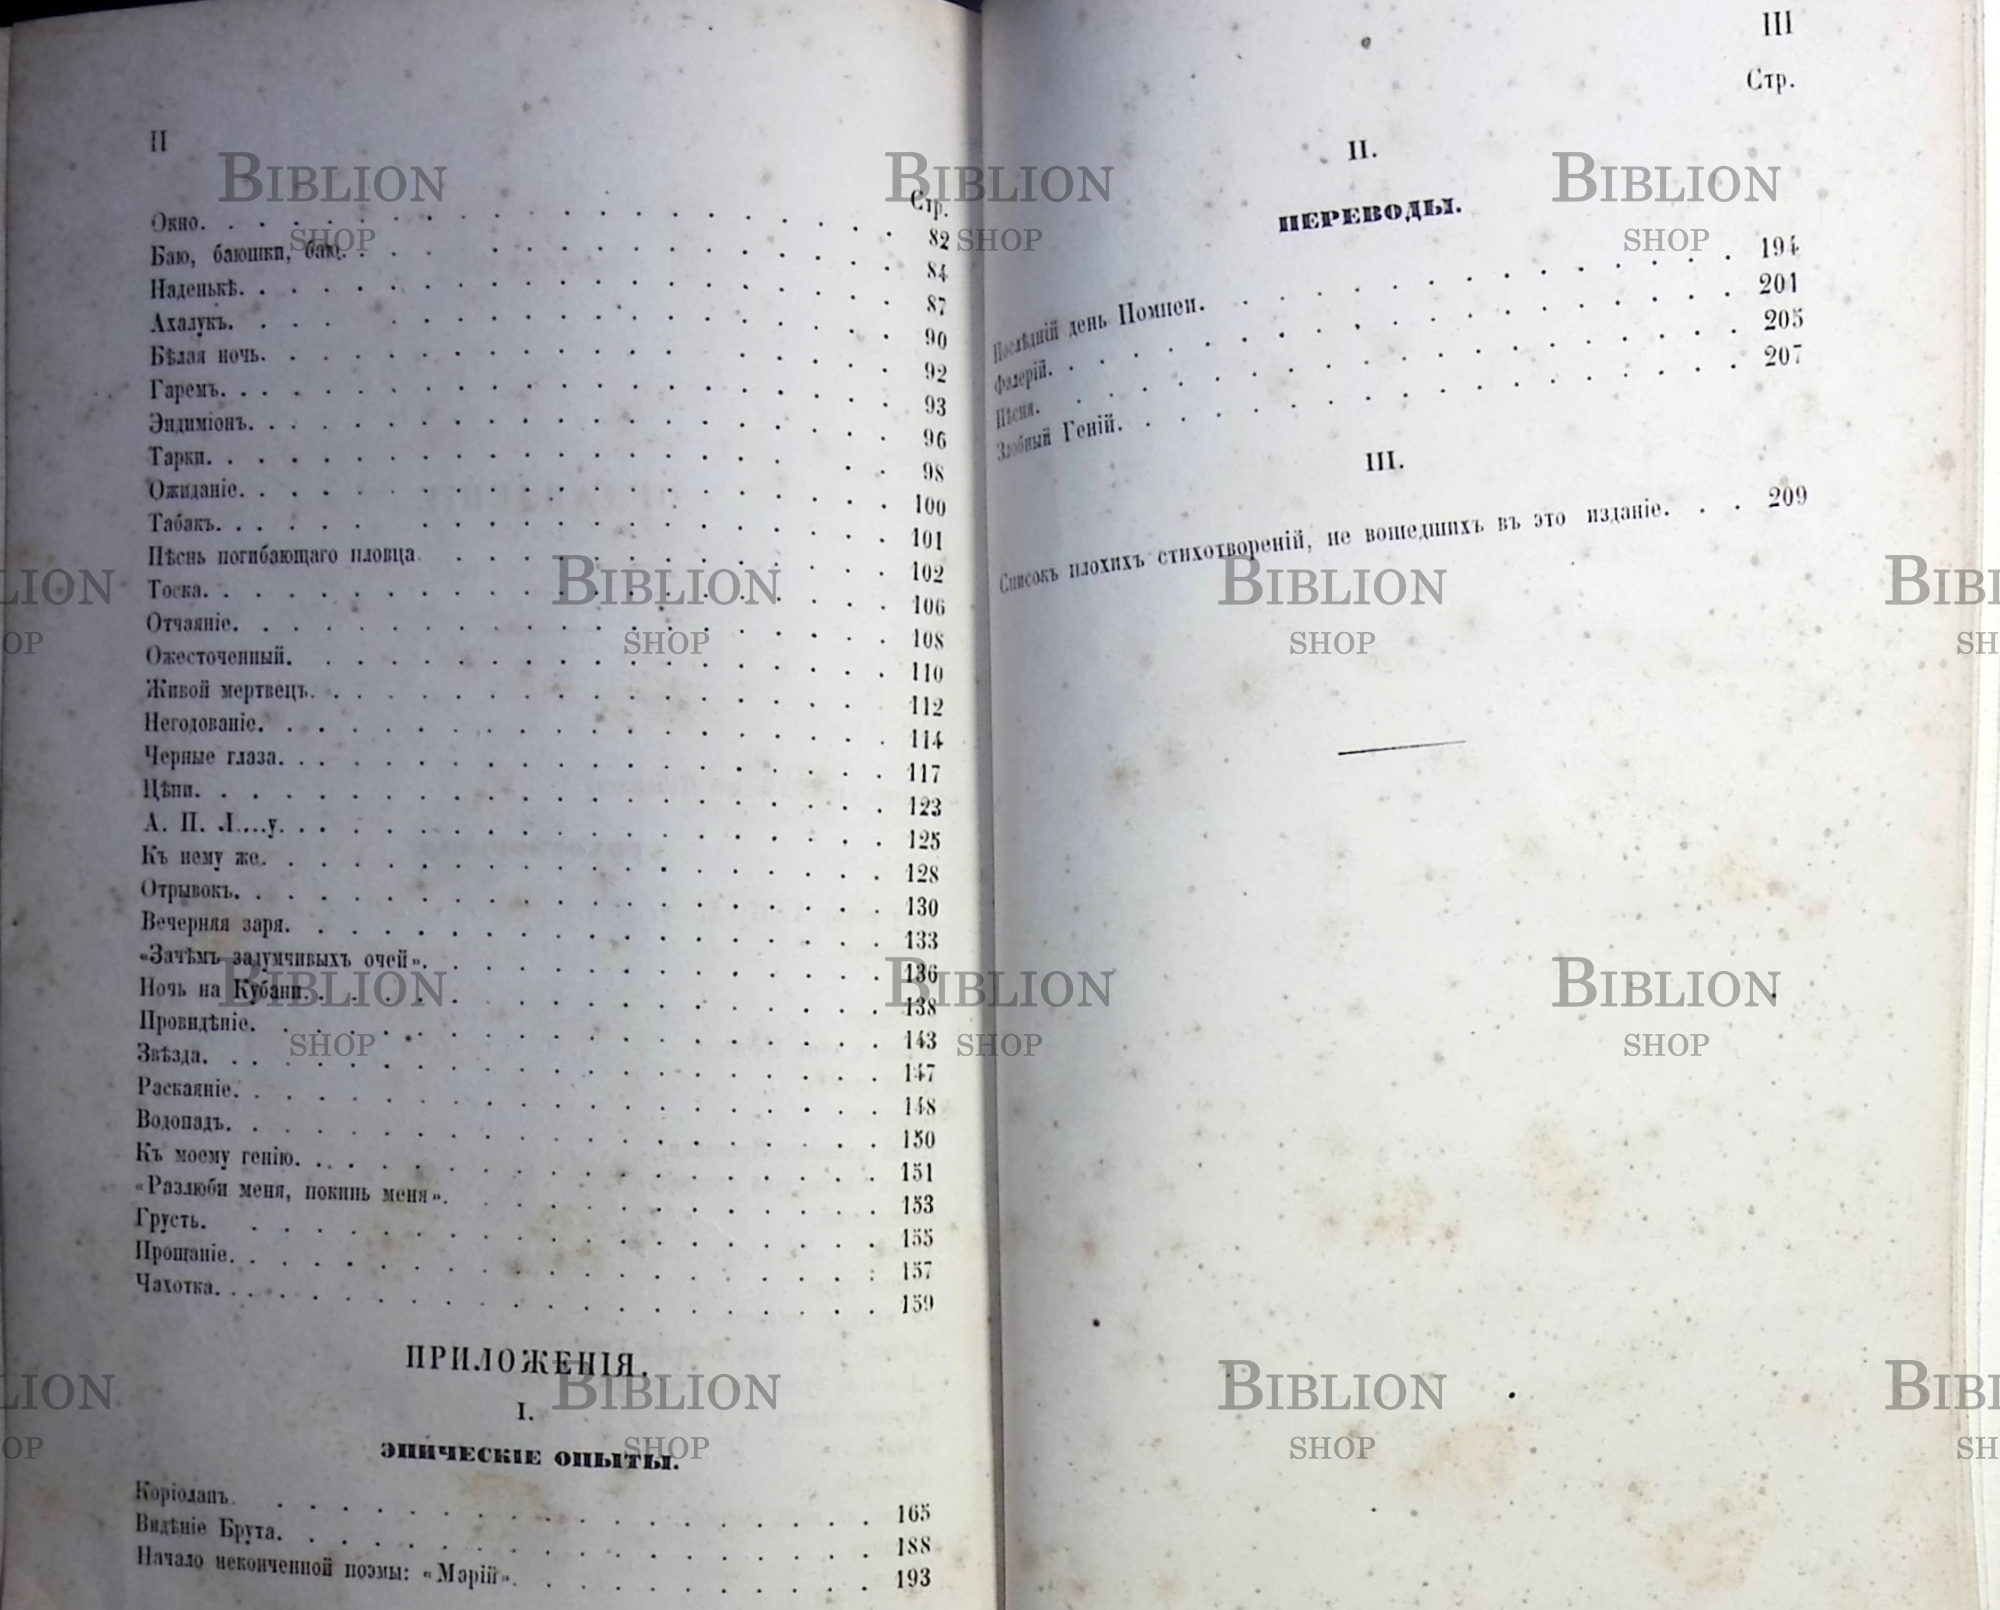 II
Стр.
Окно. 82
Баю, баюшки, баю. 84
Наденькѣ. 87
Ахалукъ. 90
Бѣлая ночь. 92
Гаремъ. 93
Эндиміонъ. 96
Тарки. 98
Ожиданіе. 100
Табакъ. 101
Пѣснь погибающаго пловца 102
Тоска. 106
Отчаяніе. 108
Ожесточенный. 110
Живой мертвецъ. 112
Негодованіе. 114
Черные глаза. 117
Цѣпи. 123
А. П. Л....у. 125
Къ нему же. 128
Отрывокъ. 130
Вечерняя заря. 133
«Зачѣмъ задумчивыхъ очей». 136
Ночь на Кубани. 138
Провидѣніе. 143
Звѣзда. 147
Раскаяніе. 148
Водопадъ. 150
Къ моему генію. 151
«Разлюби меня, покинь меня». 153
Грусть. 155
Прощаніе. 157
Чахотка. 159
ПРИЛОЖЕНІЯ.
I.
ЭПИЧЕСКІЕ ОПЫТЫ.
Коріоланъ. 165
Видѣніе Брута. 188
Начало неконченной поэмы: «Марій». 193
III
Стр.
II.
ПЕРЕВОДЫ.
Послѣдній день Помпеи. 194
Фалерій. 201
Пѣсня. 205
Злобный Геній. 207
III.
Списокъ плохихъ стихотвореній, не вошедшихъ въ это изданіе. 209
BIBLION SHOP